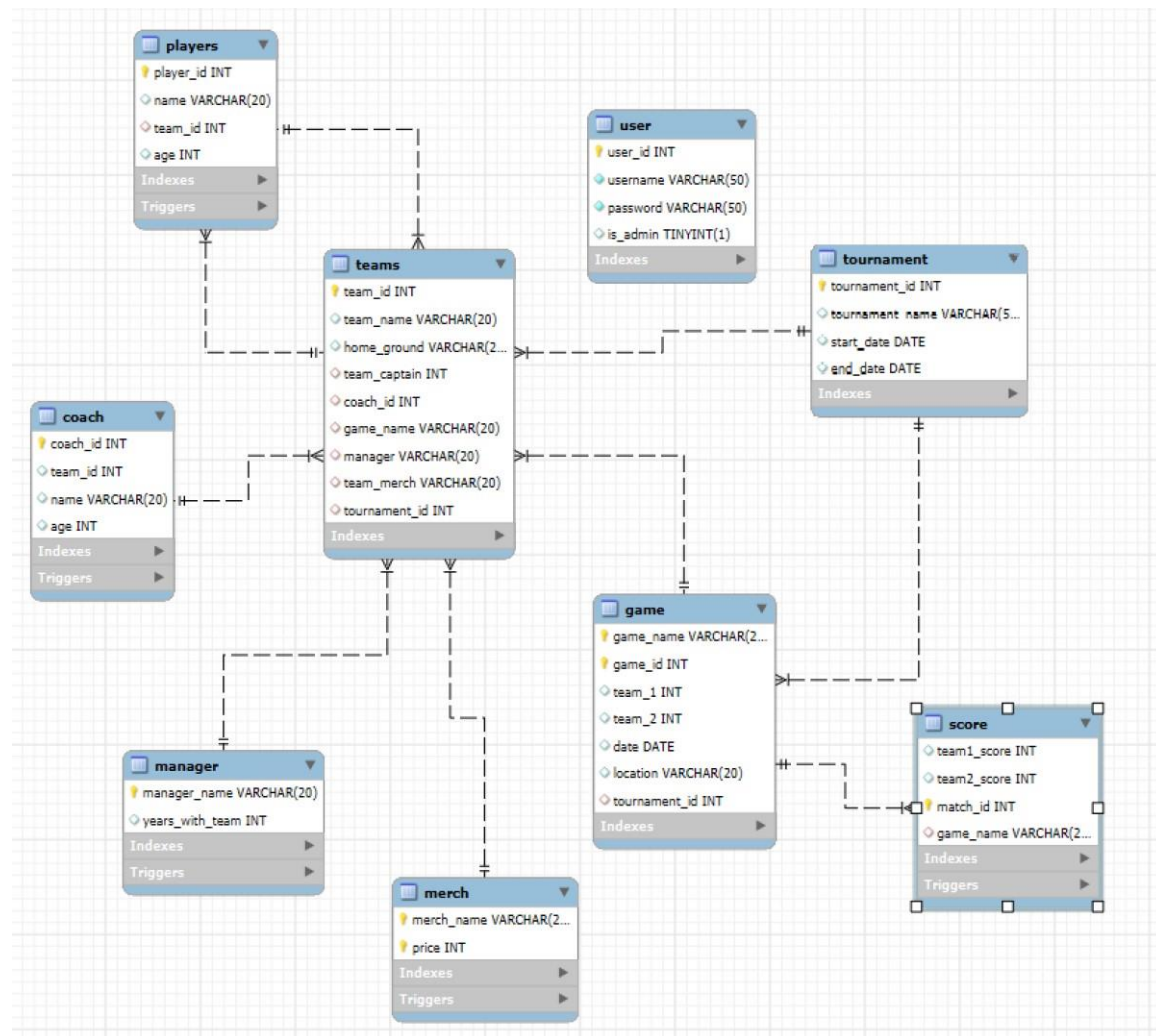 players
player_id INT
name VARCHAR(20)
team_id INT
age INT
Indexes
Triggers
user
user_id INT
username VARCHAR(50)
password VARCHAR(50)
is_admin TINYINT(1)
Indexes
teams
team_id INT
team_name VARCHAR(20)
home_ground VARCHAR(2...
team_captain INT
coach_id INT
game_name VARCHAR(20)
manager VARCHAR(20)
team_merch VARCHAR(20)
tournament_id INT
Indexes
tournament
tournament_id INT
tournament_name VARCHAR(5...
start_date DATE
end_date DATE
Indexes
coach
coach_id INT
team_id INT
name VARCHAR(20)
age INT
Indexes
Triggers
game
game_name VARCHAR(2...
game_id INT
team_1 INT
team_2 INT
date DATE
location VARCHAR(20)
tournament_id INT
Indexes
score
team1_score INT
team2_score INT
match_id INT
game_name VARCHAR(2...
Indexes
Triggers
manager
manager_name VARCHAR(20)
years_with_team INT
Indexes
Triggers
merch
merch_name VARCHAR(2...
price INT
Indexes
Triggers